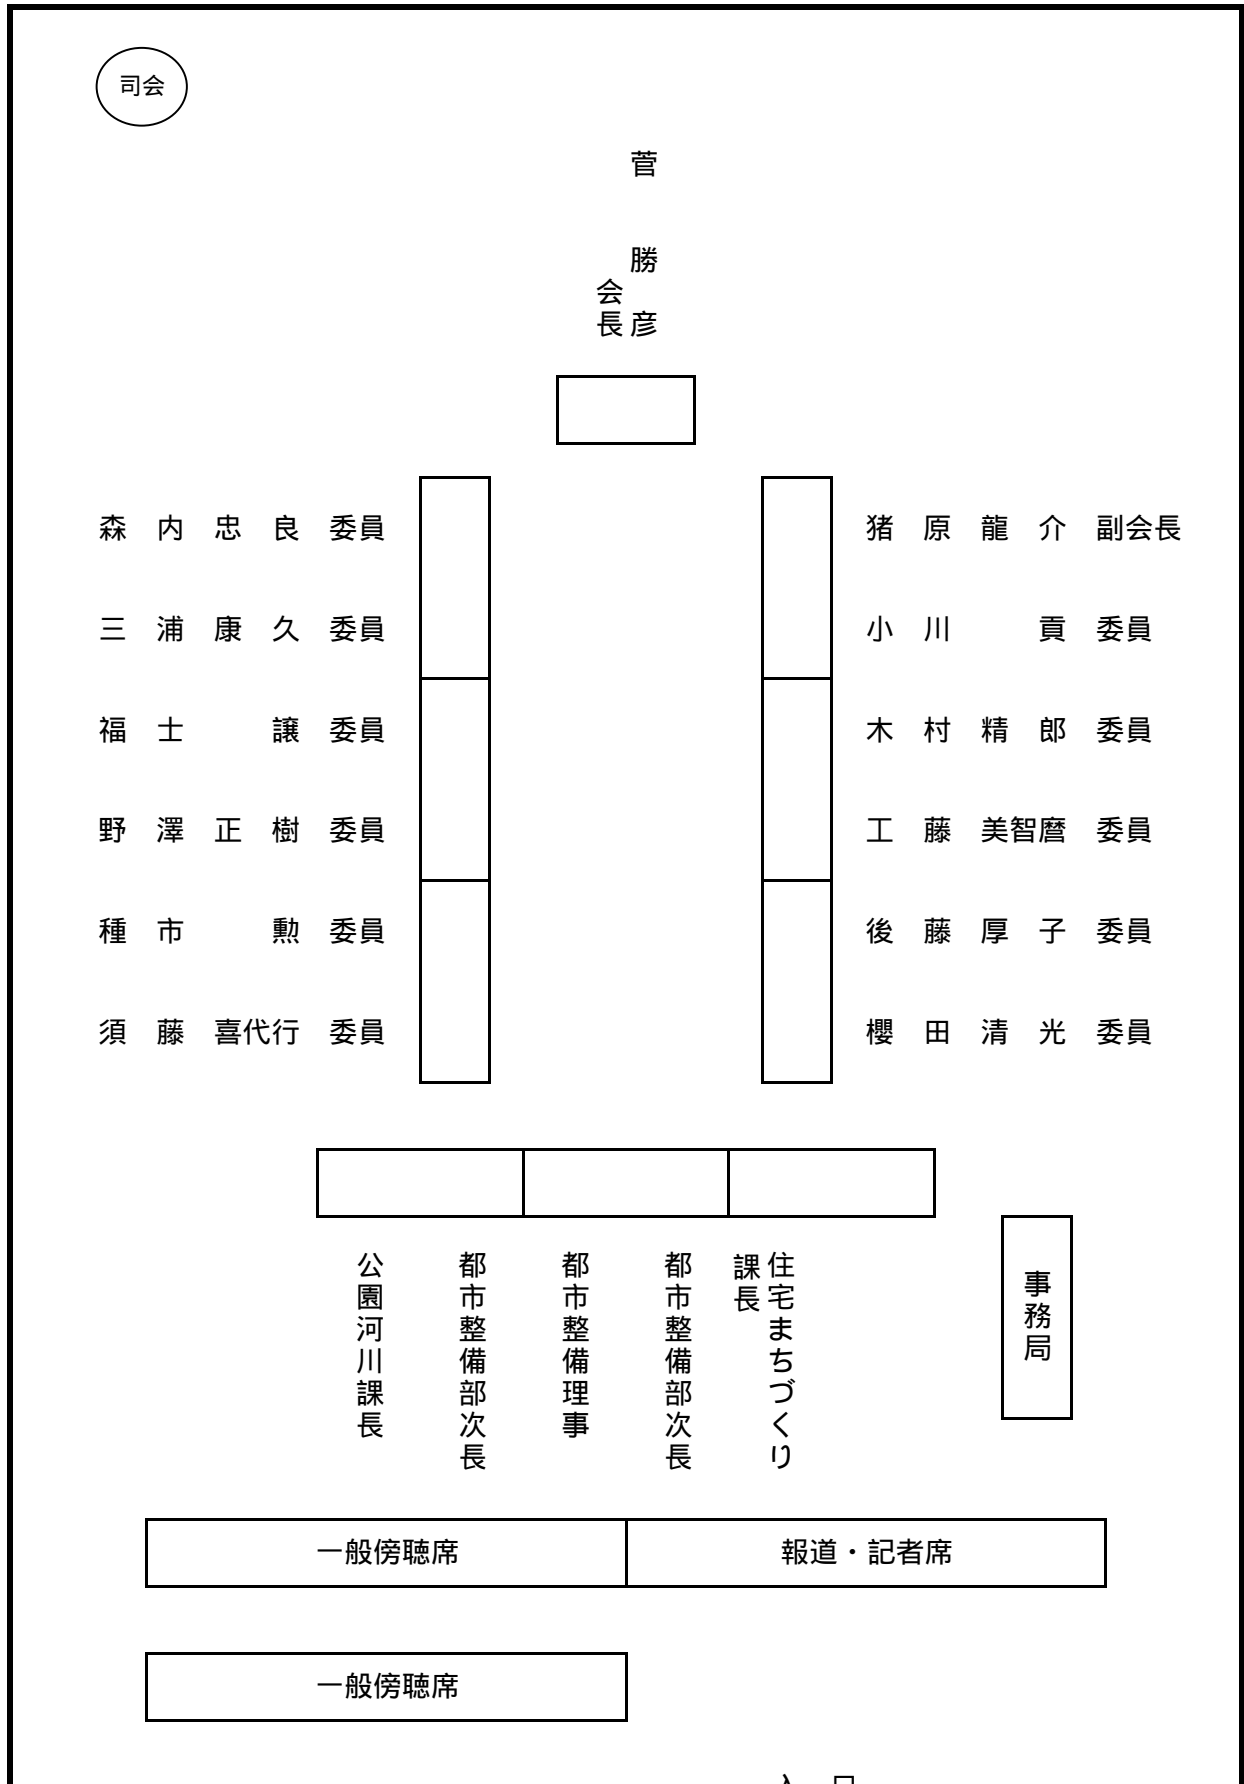 司会
菅　勝彦
会長
森　内　忠　良　委員
猪　原　龍　介　副会長
三　浦　康　久　委員
小　川　　　貢　委員
福　士　　　譲　委員
木　村　精　郎　委員
野　澤　正　樹　委員
工　藤　美智麿　委員
種　市　　　勲　委員
後　藤　厚　子　委員
須　藤　喜代行　委員
櫻　田　清　光　委員
公園河川課長
都市整備部次長
都市整備理事
都市整備部次長
住宅まちづくり
課長
事務局
一般傍聴席
報道・記者席
一般傍聴席